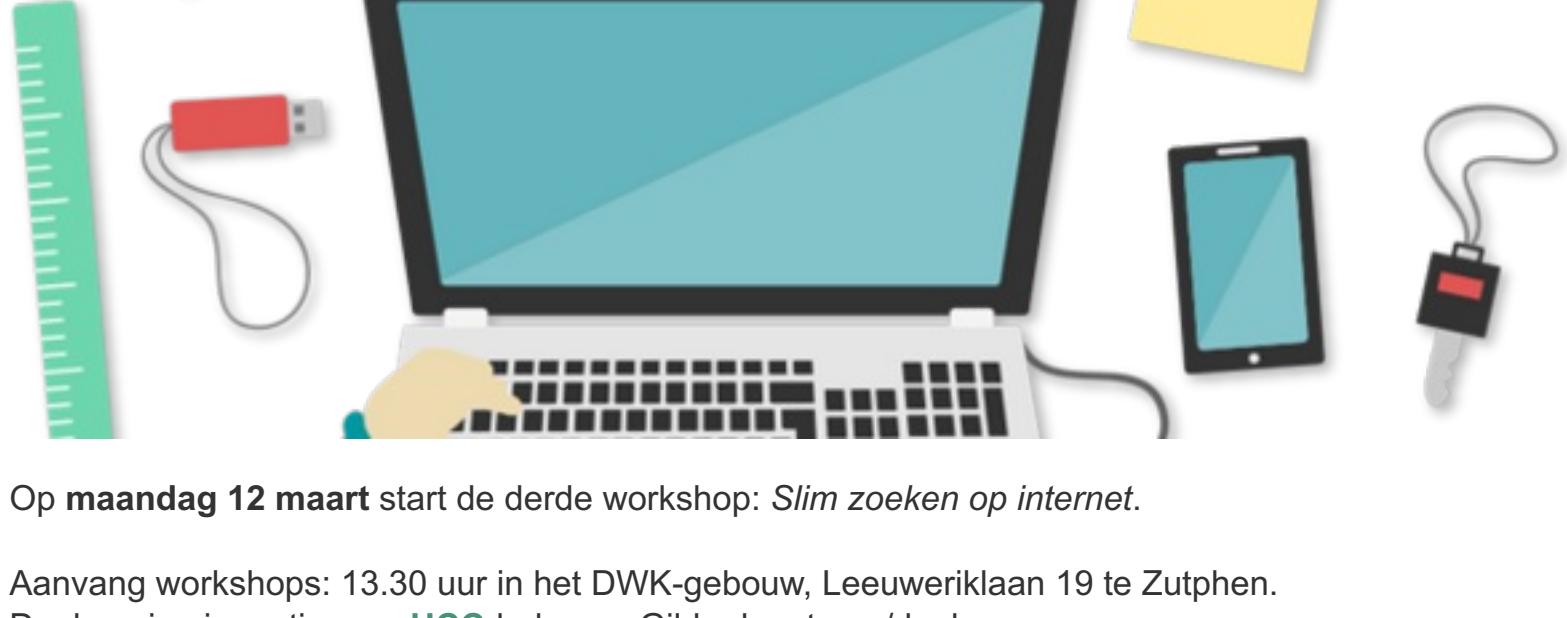 Op maandag 12 maart start de derde workshop: Slim zoeken op internet.
Aanvang workshops: 13.30 uur in het DWK-gebouw, Leeuweriklaan 19 te Zutphen.